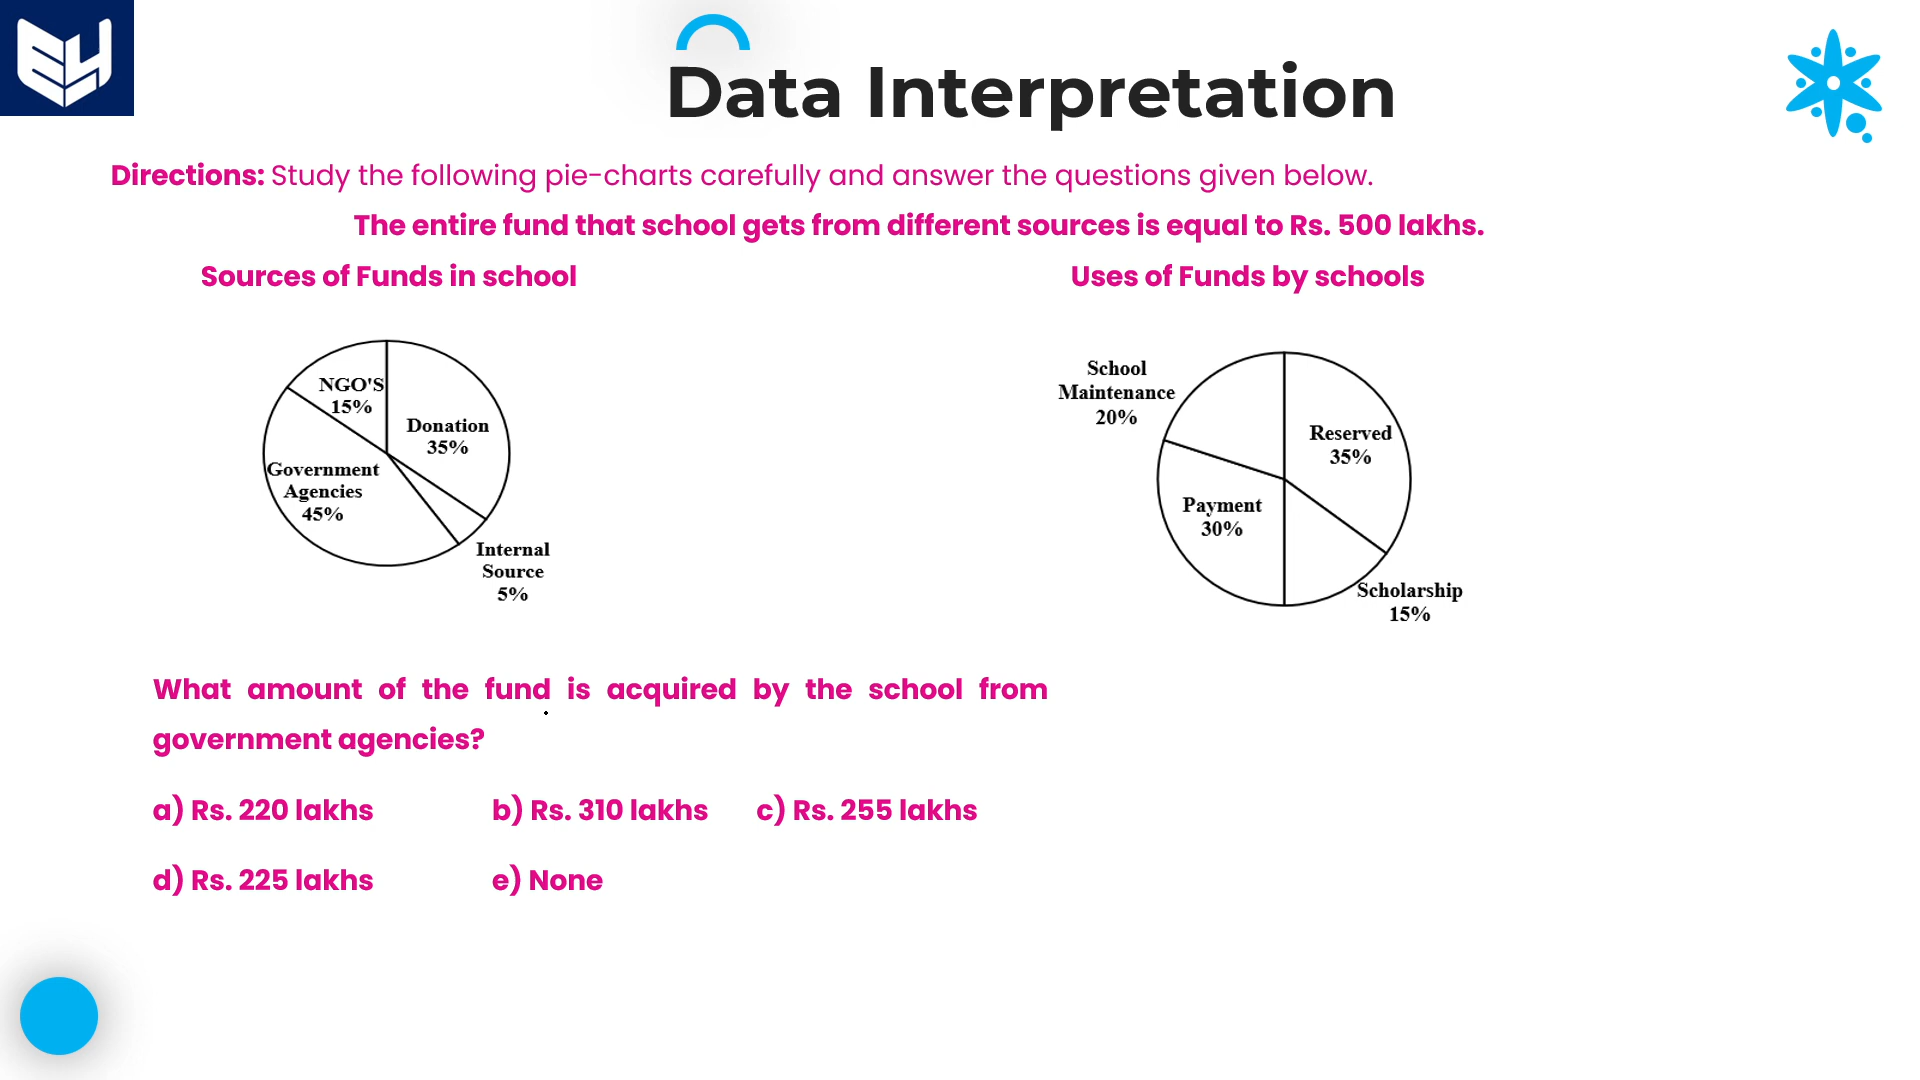 Data Interpretation
Directions: Study the following pie-charts carefully and answer the questions given below.
The entire fund that school gets from different sources is equal to Rs. 500 lakhs.
Sources of Funds in school
Uses of Funds by schools
NGO'S
15%
Donation
35%
Government
Agencies
45%
Internal
Source
5%
School
Maintenance
20%
Reserved
35%
Payment
30%
Scholarship
15%
What amount of the fund is acquired by the school from
government agencies?
a) Rs. 220 lakhs b) Rs. 310 lakhs c) Rs. 255 lakhs
d) Rs. 225 lakhs e) None